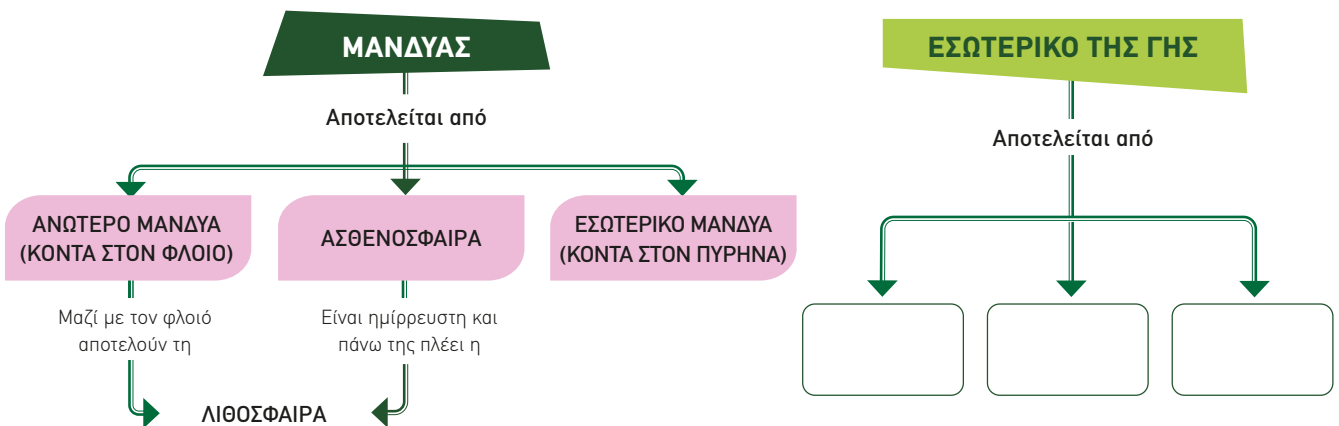 ΜΑΝΔΥΑΣ
Αποτελείται από
ΑΝΩΤΕΡΟ ΜΑΝΔΥΑ
(ΚΟΝΤΑ ΣΤΟΝ ΦΛΟΙΟ)
ΑΣΘΕΝΟΣΦΑΙΡΑ
ΕΣΩΤΕΡΙΚΟ ΜΑΝΔΥΑ
(ΚΟΝΤΑ ΣΤΟΝ ΠΥΡΗΝΑ)
Μαζί με τον φλοιό
αποτελούν τη
Είναι ημίρρευστη και
πάνω της πλέει η
ΛΙΘΟΣΦΑΙΡΑ
ΕΣΩΤΕΡΙΚΟ ΤΗΣ ΓΗΣ
Αποτελείται από